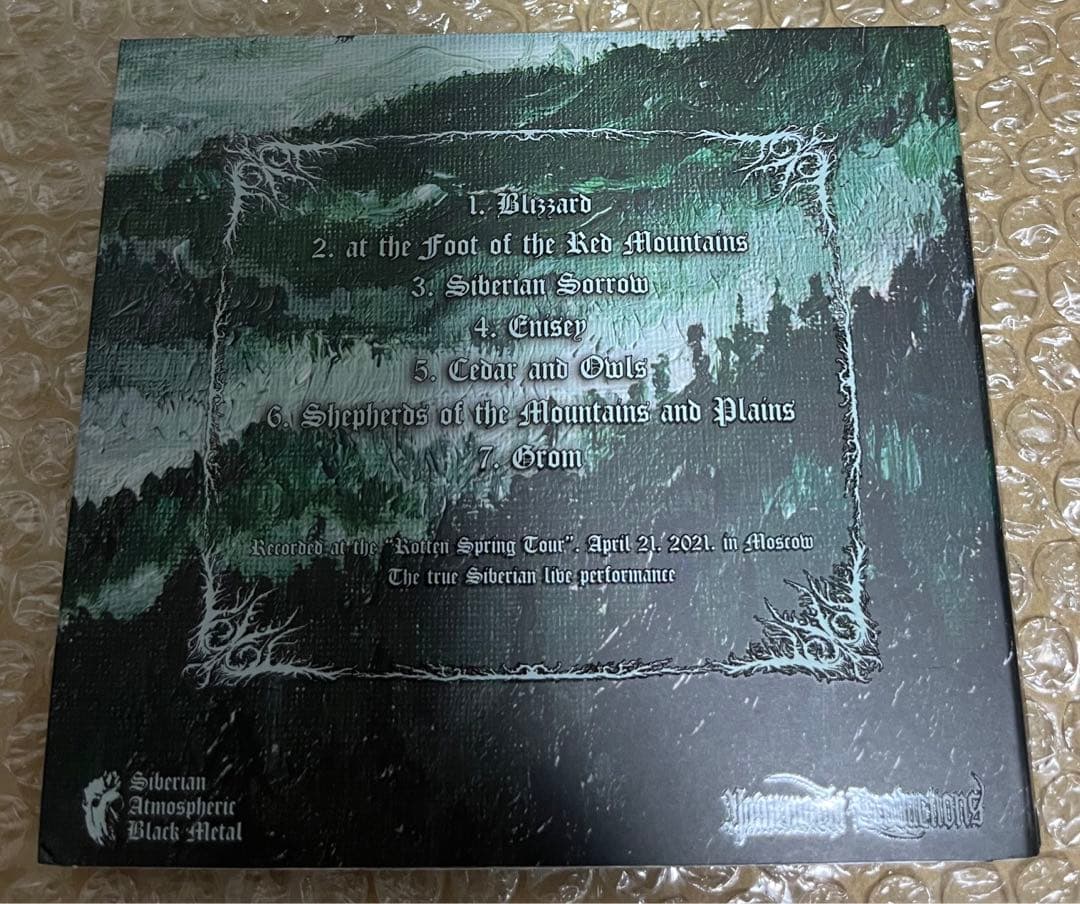 1. Blizzard
2. at the Foot of the Red Mountains
3. Siberian Sorrow
4. Enisey
5. Cedar and Owls
6. Shepherds of the Mountains and Plains
7. Grom
Recorded at the "Rotten Spring Tour". April 21. 2021. in Moscow
The true Siberian live performance
Siberian
Atmospheric
Black Metal
Productions